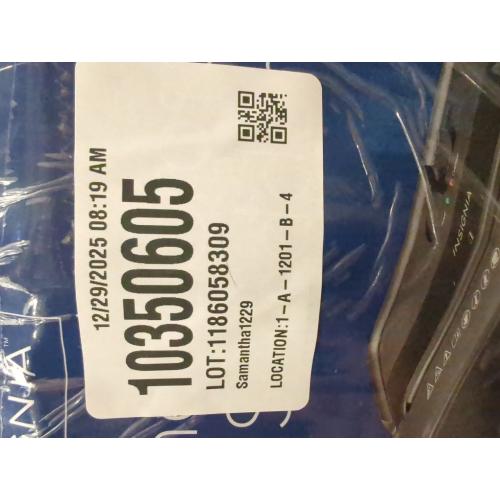 12/29/2025 08:19 AM
10350605
LOT:1186058309
Samantha1229
LOCATION:1-A-1201-B-4
INSIGNIA